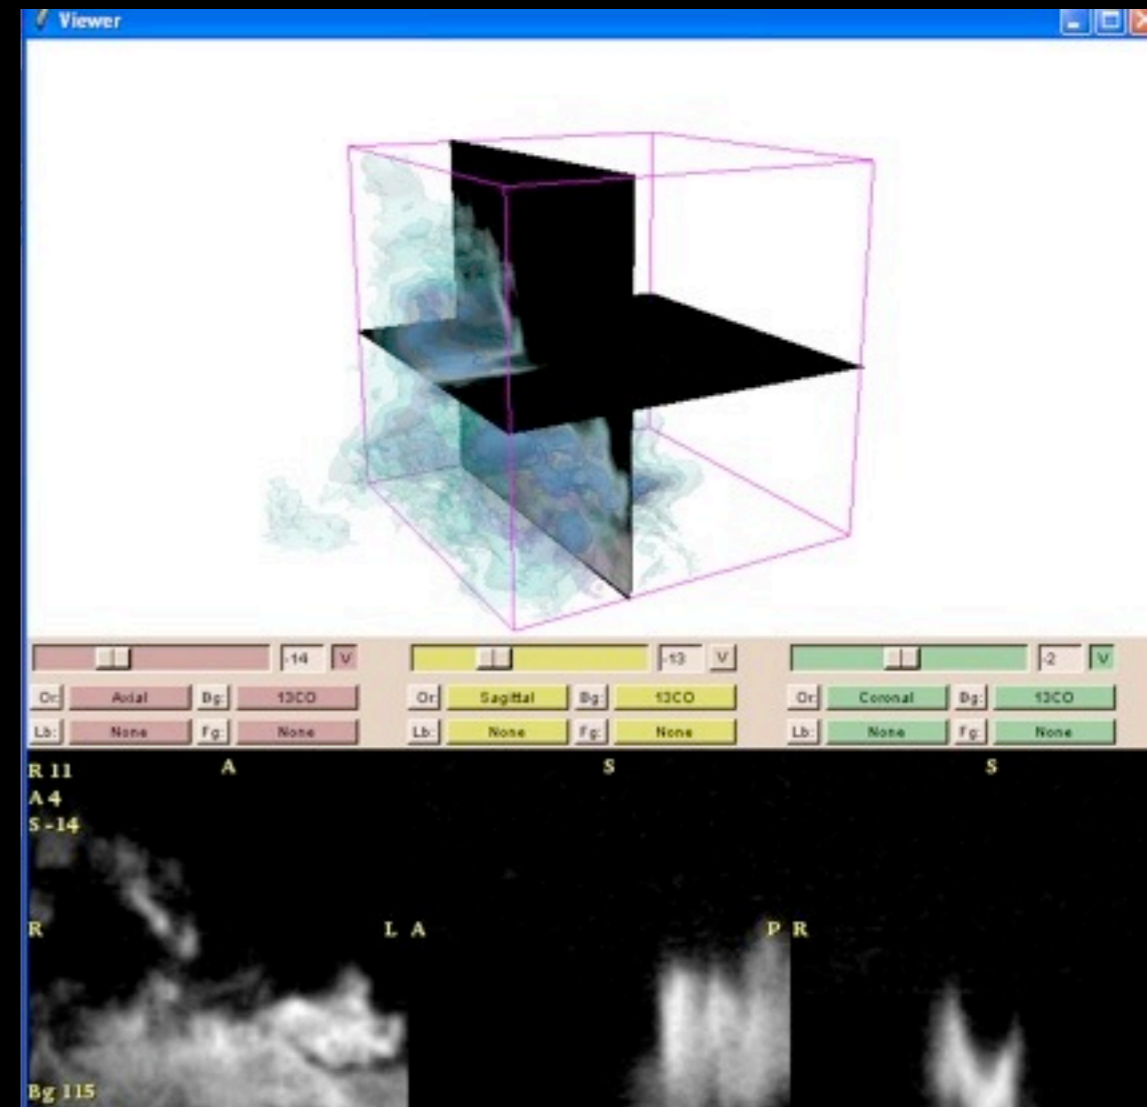 Viewer
-14 V -13 V -2 V
Or: Axial Bg: 13CO Or: Sagittal Bg: 13CO Or: Coronal Bg: 13CO
Lb: None Fg: None Lb: None Fg: None Lb: None Fg: None
R 11 A S S
A 4
S -14
R L A P R
Bg 115